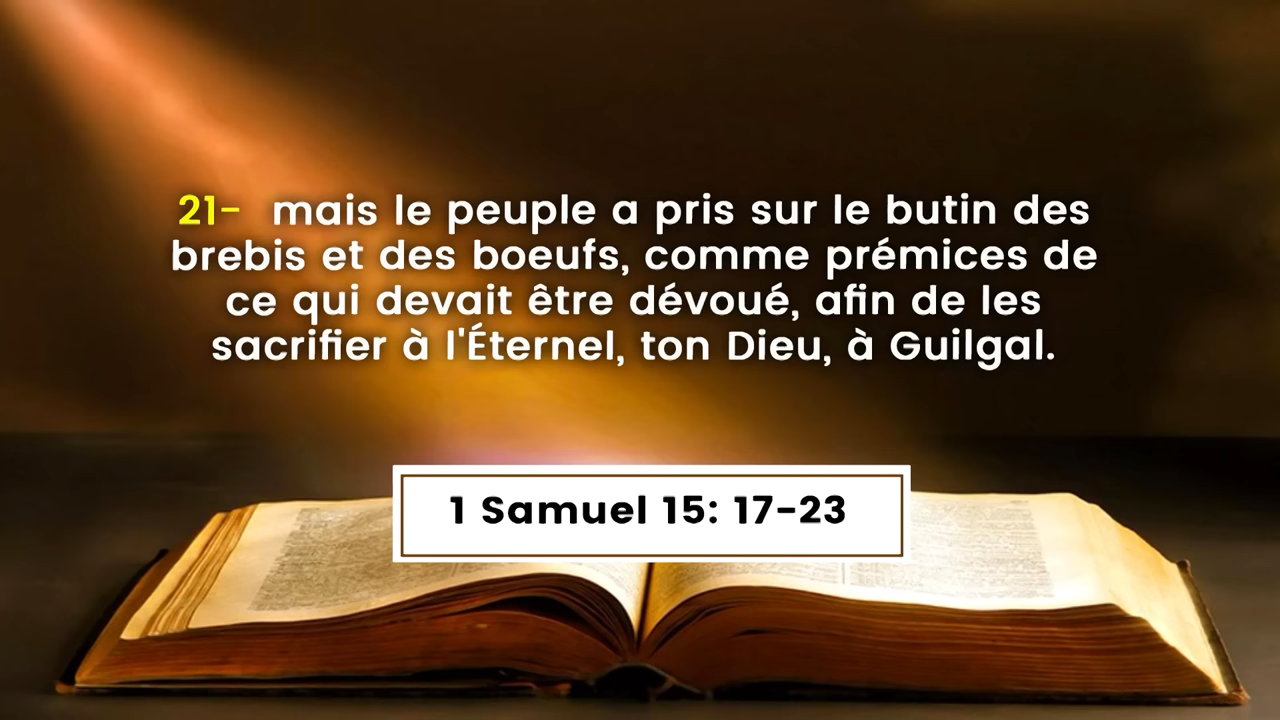 21- mais le peuple a pris sur le butin des
brebis et des boeufs, comme prémices de
ce qui devait être dévoué, afin de les
sacrifier à l'Éternel, ton Dieu, à Guilgal.
1 Samuel 15: 17-23